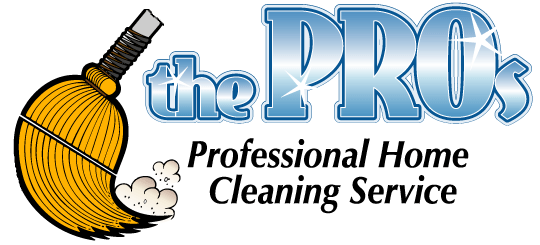 the PROs
Professional Home
Cleaning Service